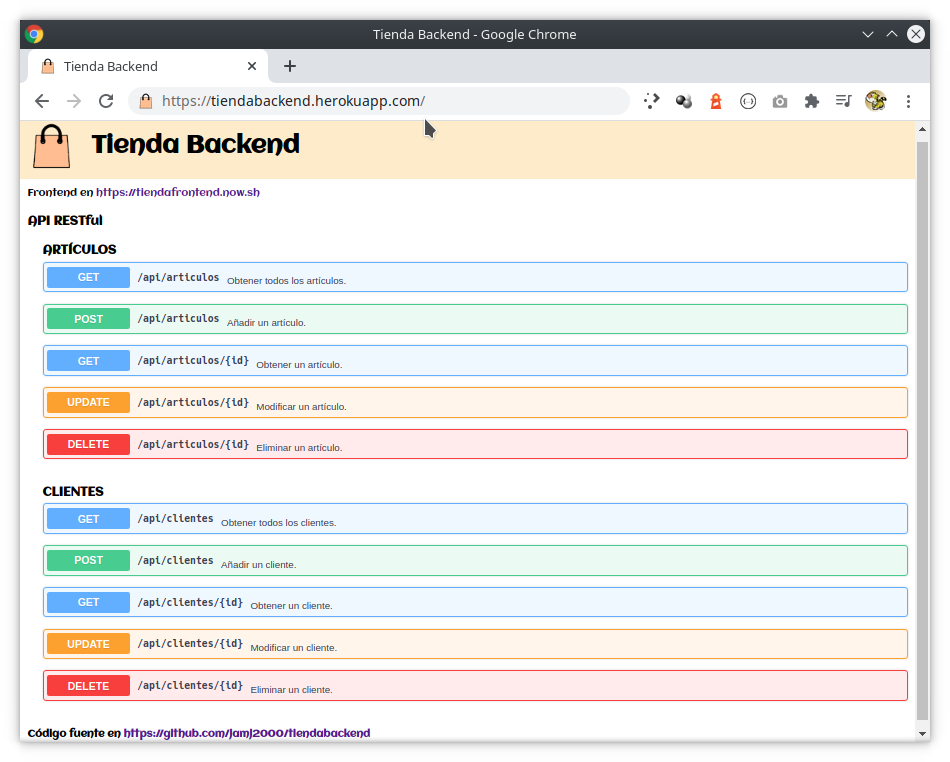 Tienda Backend - Google Chrome
Tienda Backend
https://tiendabackend.herokuapp.com/
Tienda Backend
Frontend en https://tiendafrontend.now.sh
API RESTful
ARTÍCULOS
GET /api/articulos Obtener todos los artículos.
POST /api/articulos Añadir un artículo.
GET /api/articulos/{id} Obtener un artículo.
UPDATE /api/articulos/{id} Modificar un artículo.
DELETE /api/articulos/{id} Eliminar un artículo.
CLIENTES
GET /api/clientes Obtener todos los clientes.
POST /api/clientes Añadir un cliente.
GET /api/clientes/{id} Obtener un cliente.
UPDATE /api/clientes/{id} Modificar un cliente.
DELETE /api/clientes/{id} Eliminar un cliente.
Código fuente en https://github.com/jamj2000/tiendabackend